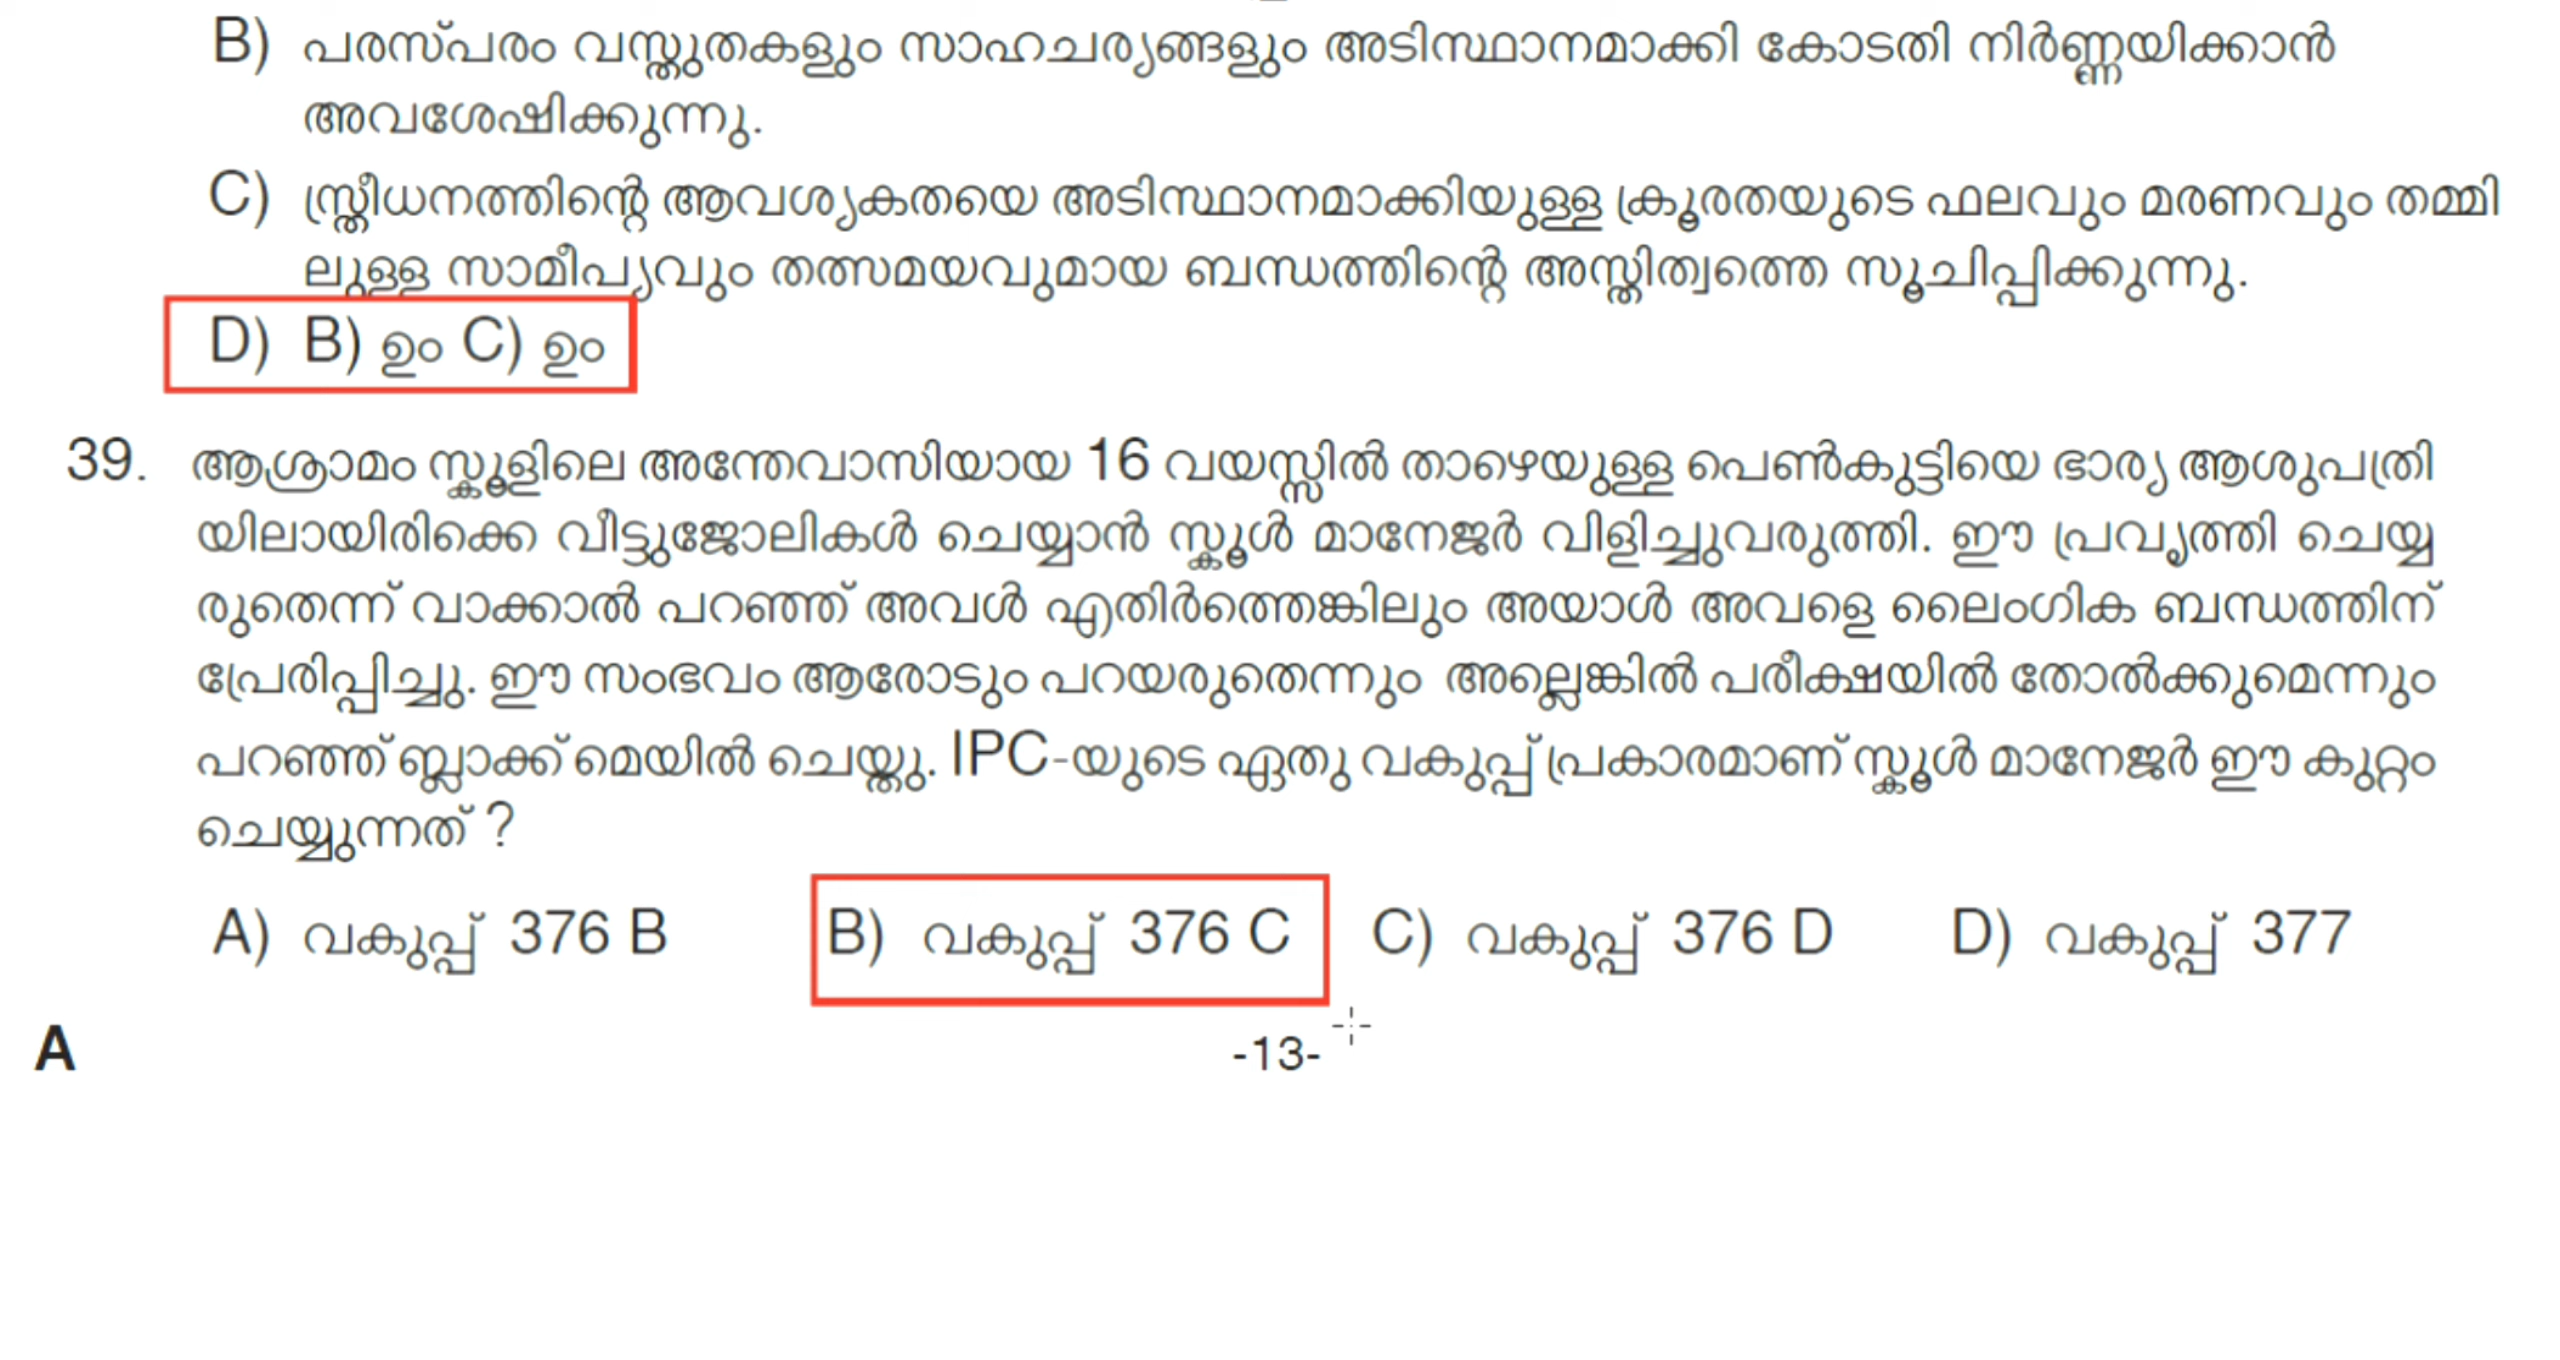 B) പരസ്പരം വസ്തുതകളും സാഹചര്യങ്ങളും അടിസ്ഥാനമാക്കി കോടതി നിർണ്ണയിക്കാൻ
അവശേഷിക്കുന്നു.
C) സ്ത്രീധനത്തിന്റെ ആവശ്യകതയെ അടിസ്ഥാനമാക്കിയുള്ള ക്രൂരതയുടെ ഫലവും മരണവും തമ്മി
ലുള്ള സാമീപ്യവും തത്സമയവുമായ ബന്ധത്തിന്റെ അസ്തിത്വത്തെ സൂചിപ്പിക്കുന്നു.
D) B) ഉം C) ഉം
39. ആശ്രാമം സ്കൂളിലെ അന്തേവാസിയായ 16 വയസ്സിൽ താഴെയുള്ള പെൺകുട്ടിയെ ഭാര്യ ആശുപത്രി
യിലായിരിക്കെ വീട്ടുജോലികൾ ചെയ്യാൻ സ്കൂൾ മാനേജർ വിളിച്ചുവരുത്തി. ഈ പ്രവൃത്തി ചെയ്യ
രുതെന്ന് വാക്കാൽ പറഞ്ഞ് അവൾ എതിർത്തെങ്കിലും അയാൾ അവളെ ലൈംഗിക ബന്ധത്തിന്
പ്രേരിപ്പിച്ചു. ഈ സംഭവം ആരോടും പറയരുതെന്നും അല്ലെങ്കിൽ പരീക്ഷയിൽ തോൽക്കുമെന്നും
പറഞ്ഞ് ബ്ലാക്ക് മെയിൽ ചെയ്തു. IPC-യുടെ ഏതു വകുപ്പ് പ്രകാരമാണ് സ്കൂൾ മാനേജർ ഈ കുറ്റം
ചെയ്യുന്നത് ?
A) വകുപ്പ് 376 B B) വകുപ്പ് 376 C C) വകുപ്പ് 376 D D) വകുപ്പ് 377
A
-13-